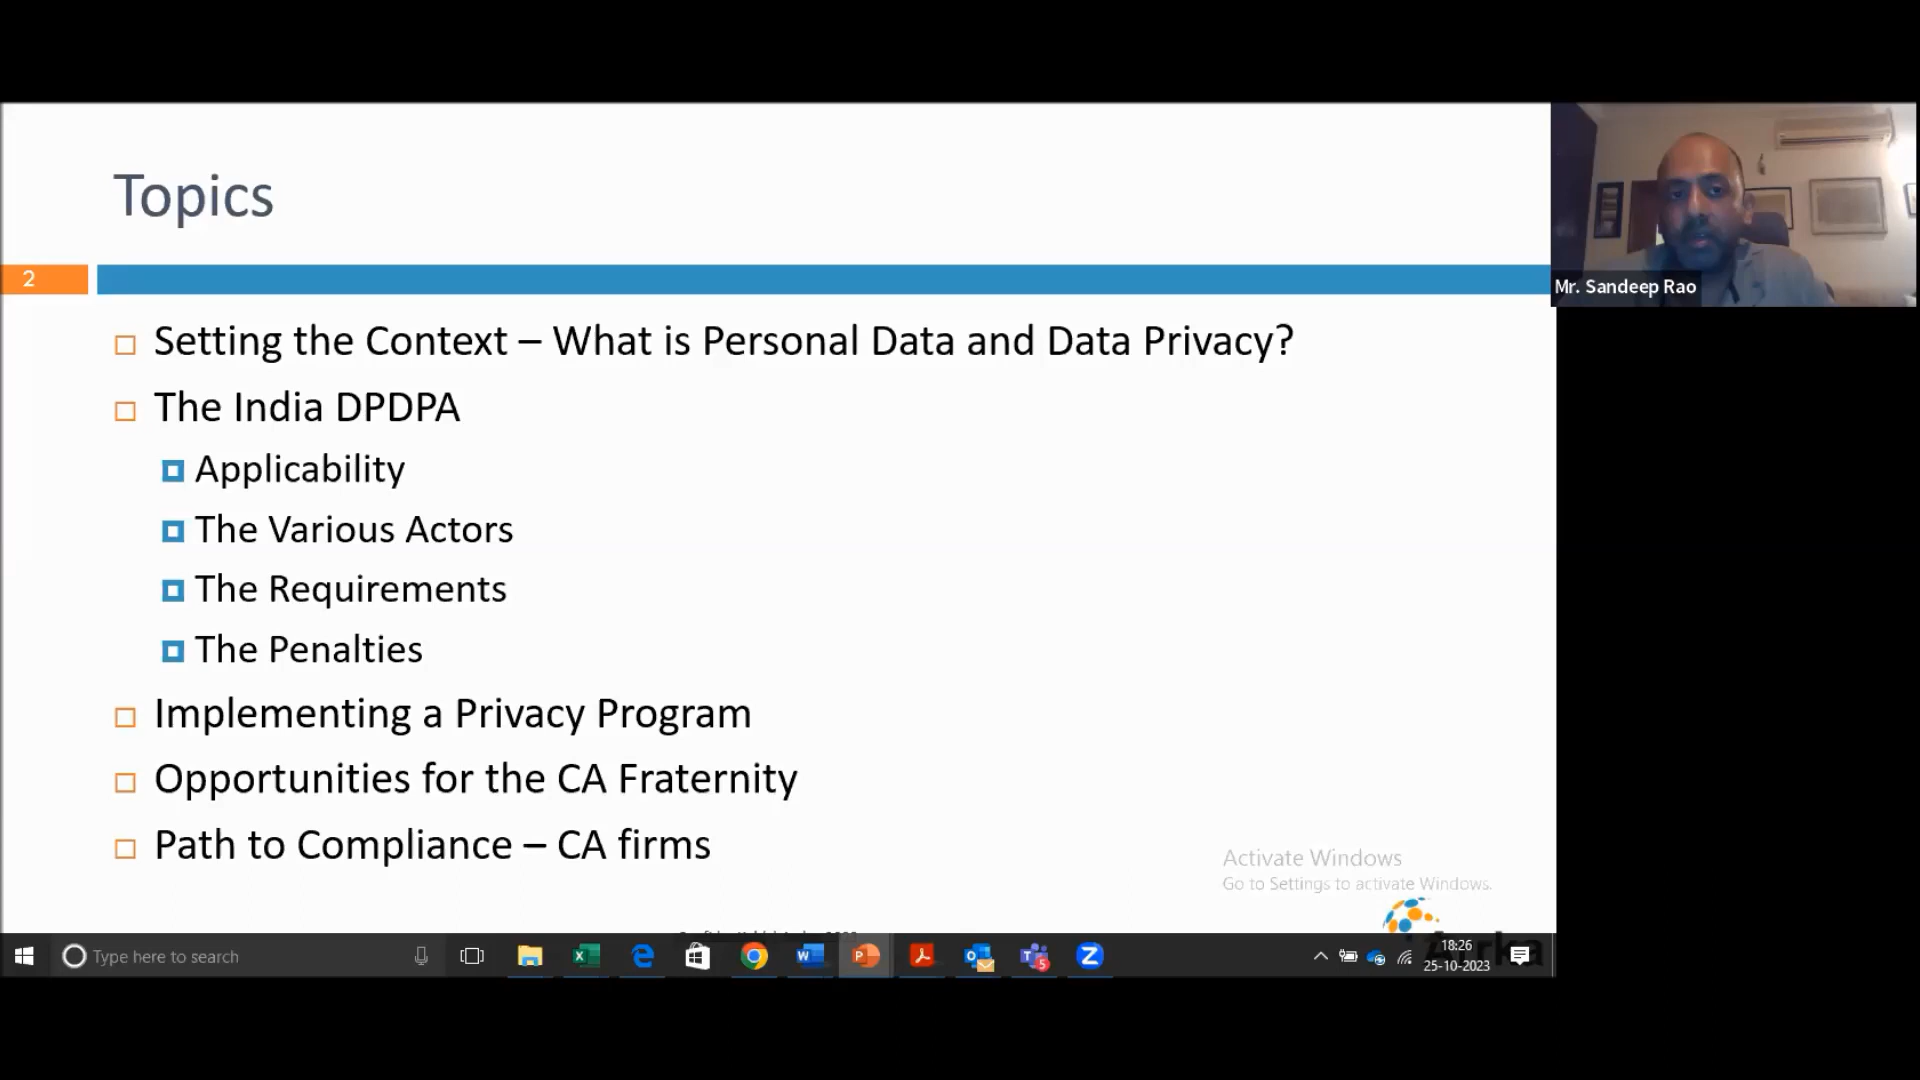 Topics
2
Mr. Sandeep Rao
Setting the Context – What is Personal Data and Data Privacy?
The India DPDPA
Applicability
The Various Actors
The Requirements
The Penalties
Implementing a Privacy Program
Opportunities for the CA Fraternity
Path to Compliance – CA firms
Activate Windows
Go to Settings to activate Windows.
Type here to search
5
18:26
25-10-2023